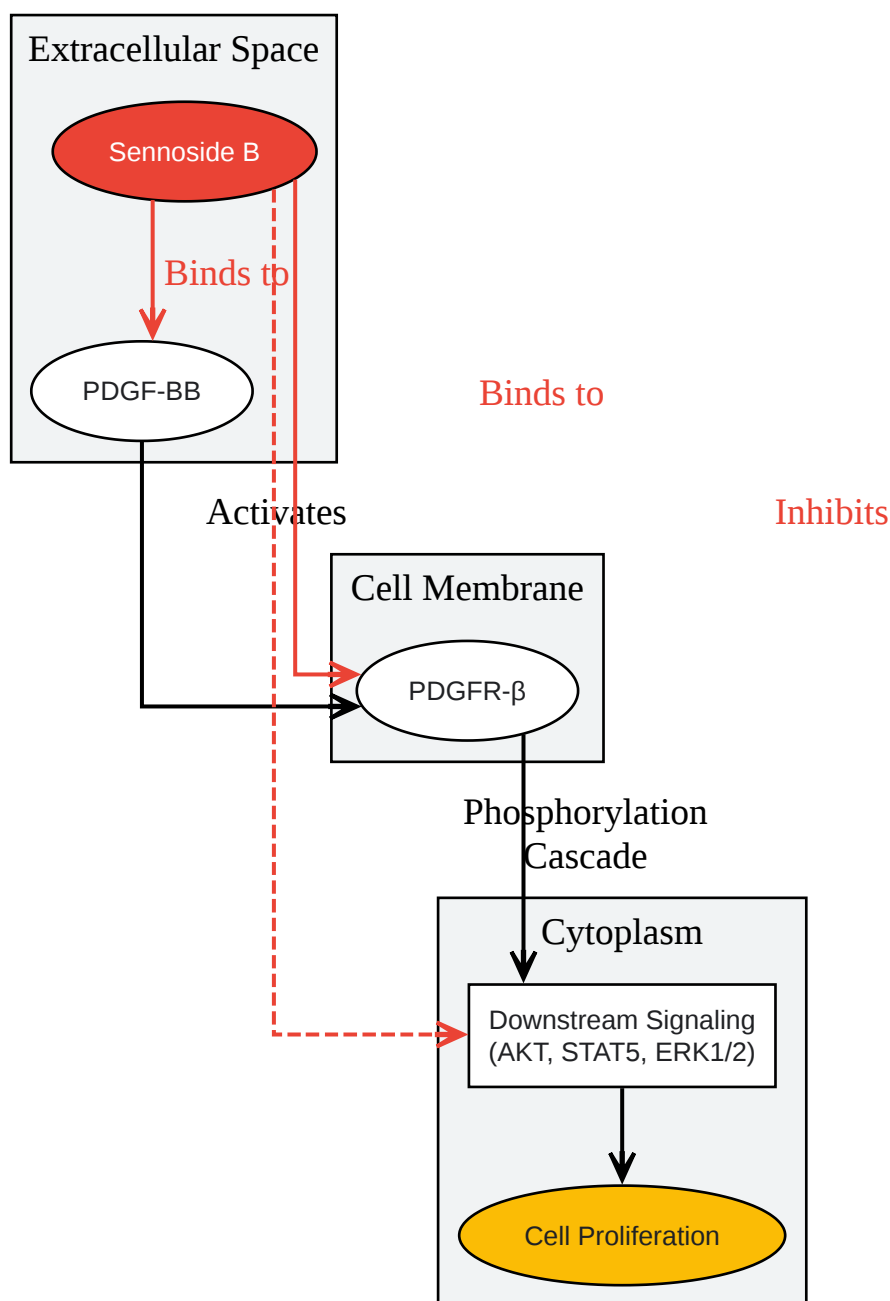 Extracellular Space
Sennoside B
Binds to
PDGF-BB
Binds to
Activates
Inhibits
Cell Membrane
PDGFR-β
Phosphorylation
Cascade
Cytoplasm
Downstream Signaling
(AKT, STAT5, ERK1/2)
Cell Proliferation